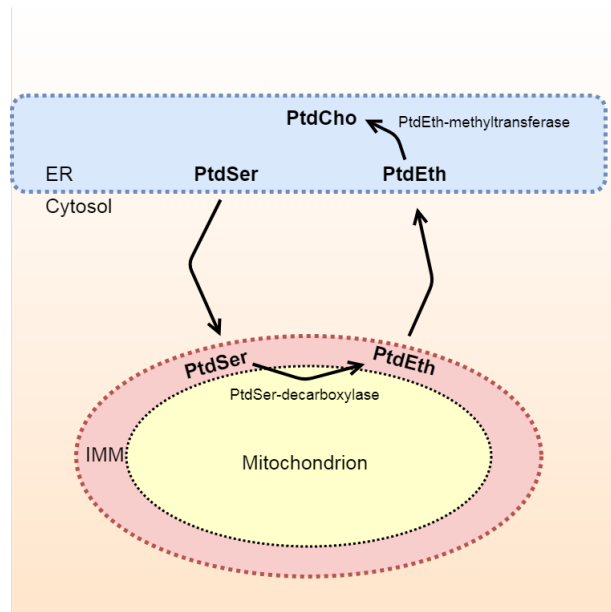 PtdCho
PtdEth-methyltransferase
ER
PtdSer
PtdEth
Cytosol
PtdSer
PtdEth
PtdSer-decarboxylase
IMM
Mitochondrion